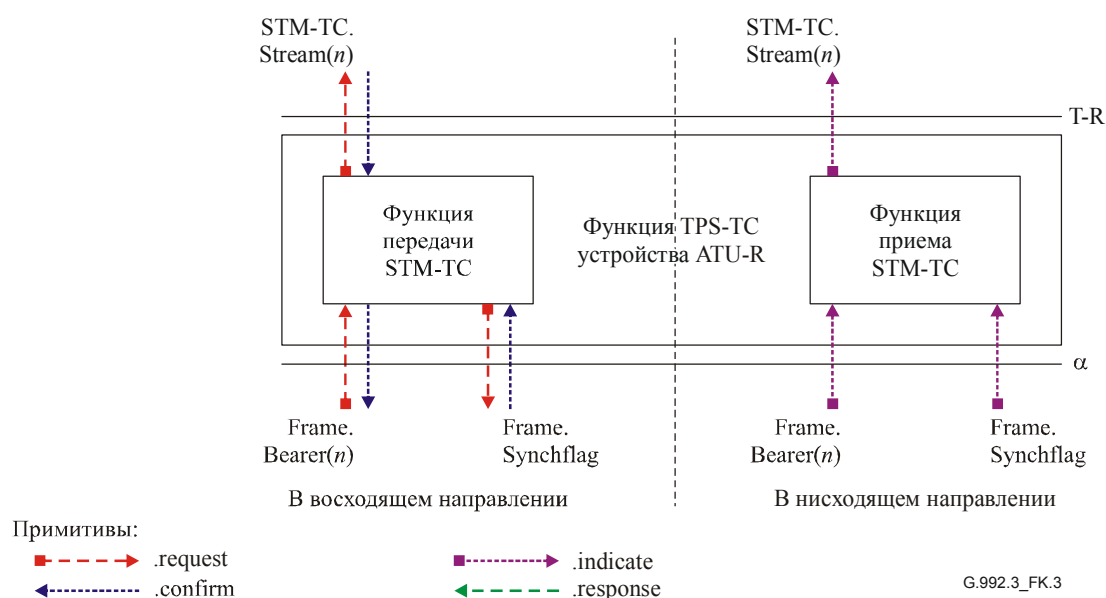 STM-TC.
Stream(n)
STM-TC.
Stream(n)
T-R
Функция
передачи
STM-TC
Функция TPS-TC
устройства ATU-R
Функция
приема
STM-TC
α
Frame.
Bearer(n)
Frame.
Synchflag
Frame.
Bearer(n)
Frame.
Synchflag
В восходящем направлении
В нисходящем направлении
Примитивы:
.request
.indicate
.confirm
.response
G.992.3_FK.3